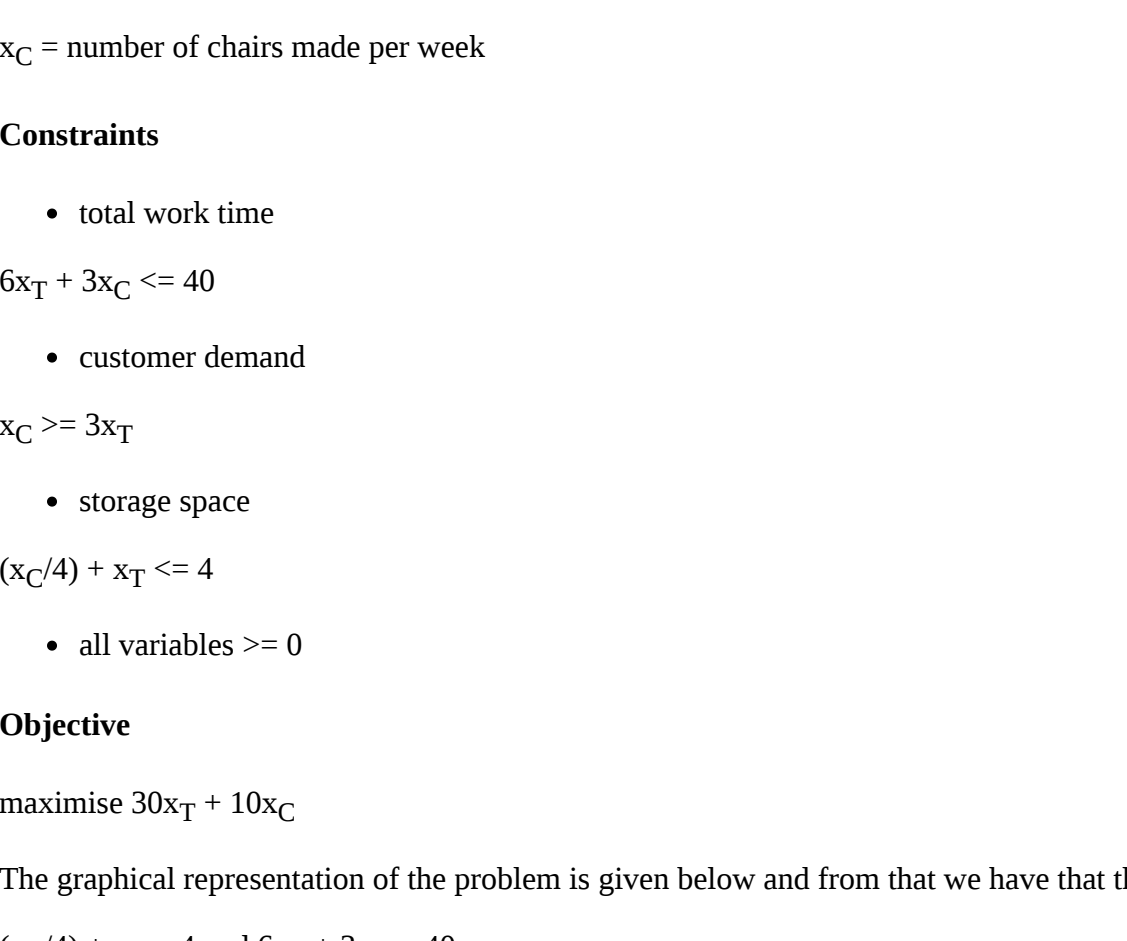 x_C = number of chairs made per week
Constraints
• total work time
6x_T + 3x_C <= 40
• customer demand
x_C >= 3x_T
• storage space
(x_C/4) + x_T <= 4
• all variables >= 0
Objective
maximise 30x_T + 10x_C
The graphical representation of the problem is given below and from that we have that